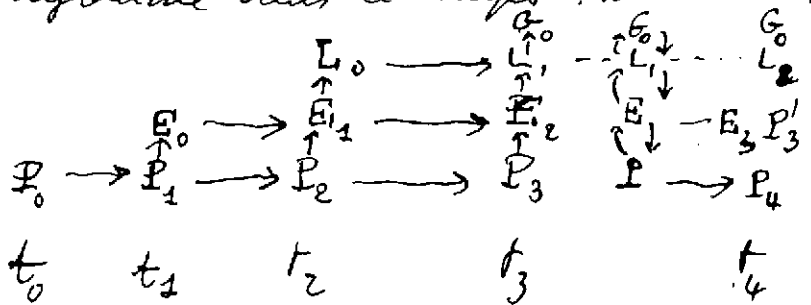 G₀ G₀ G₀
L₀ → L₁ - - - L₁ - - - L₂
E₀ → E₁ → E₂ E — E₃ P₃′
P₀ → P₁ → P₂ → P₃ P → P₄
t₀ t₁ t₂ t₃ t₄